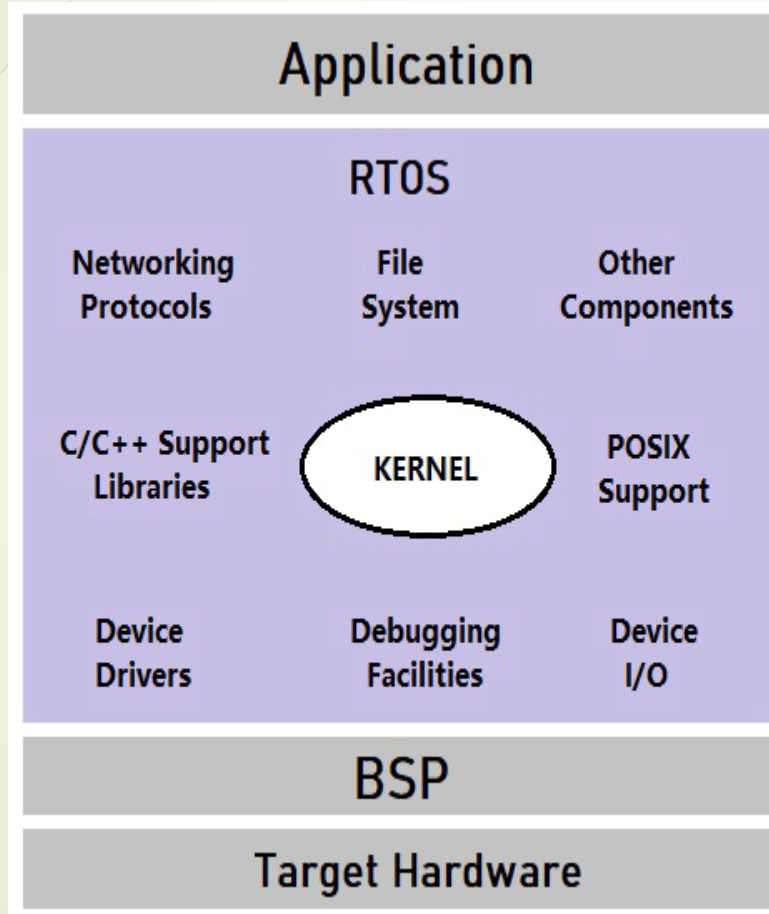 Application
RTOS
Networking
Protocols
File
System
Other
Components
C/C++ Support
Libraries
KERNEL
POSIX
Support
Device
Drivers
Debugging
Facilities
Device
I/O
BSP
Target Hardware